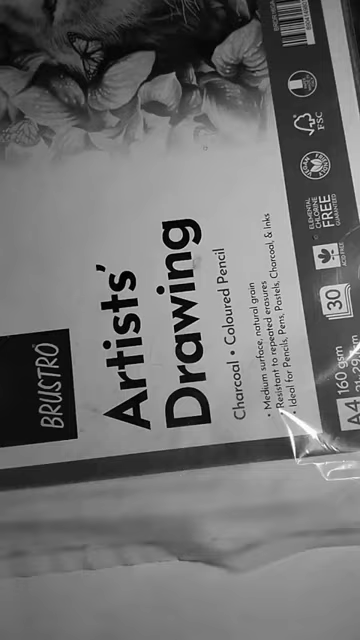 BRUSTRO
Artists'
Drawing
Charcoal • Coloured Pencil
• Medium surface, natural grain
• Resistant to repeated erasures
• Ideal for Pencils, Pens, Pastels, Charcoal, & Inks
A4
160 gsm
30
ACID FREE
ELEMENTAL
CHLORINE
FREE
GUARANTEED
VEGAN
FSC